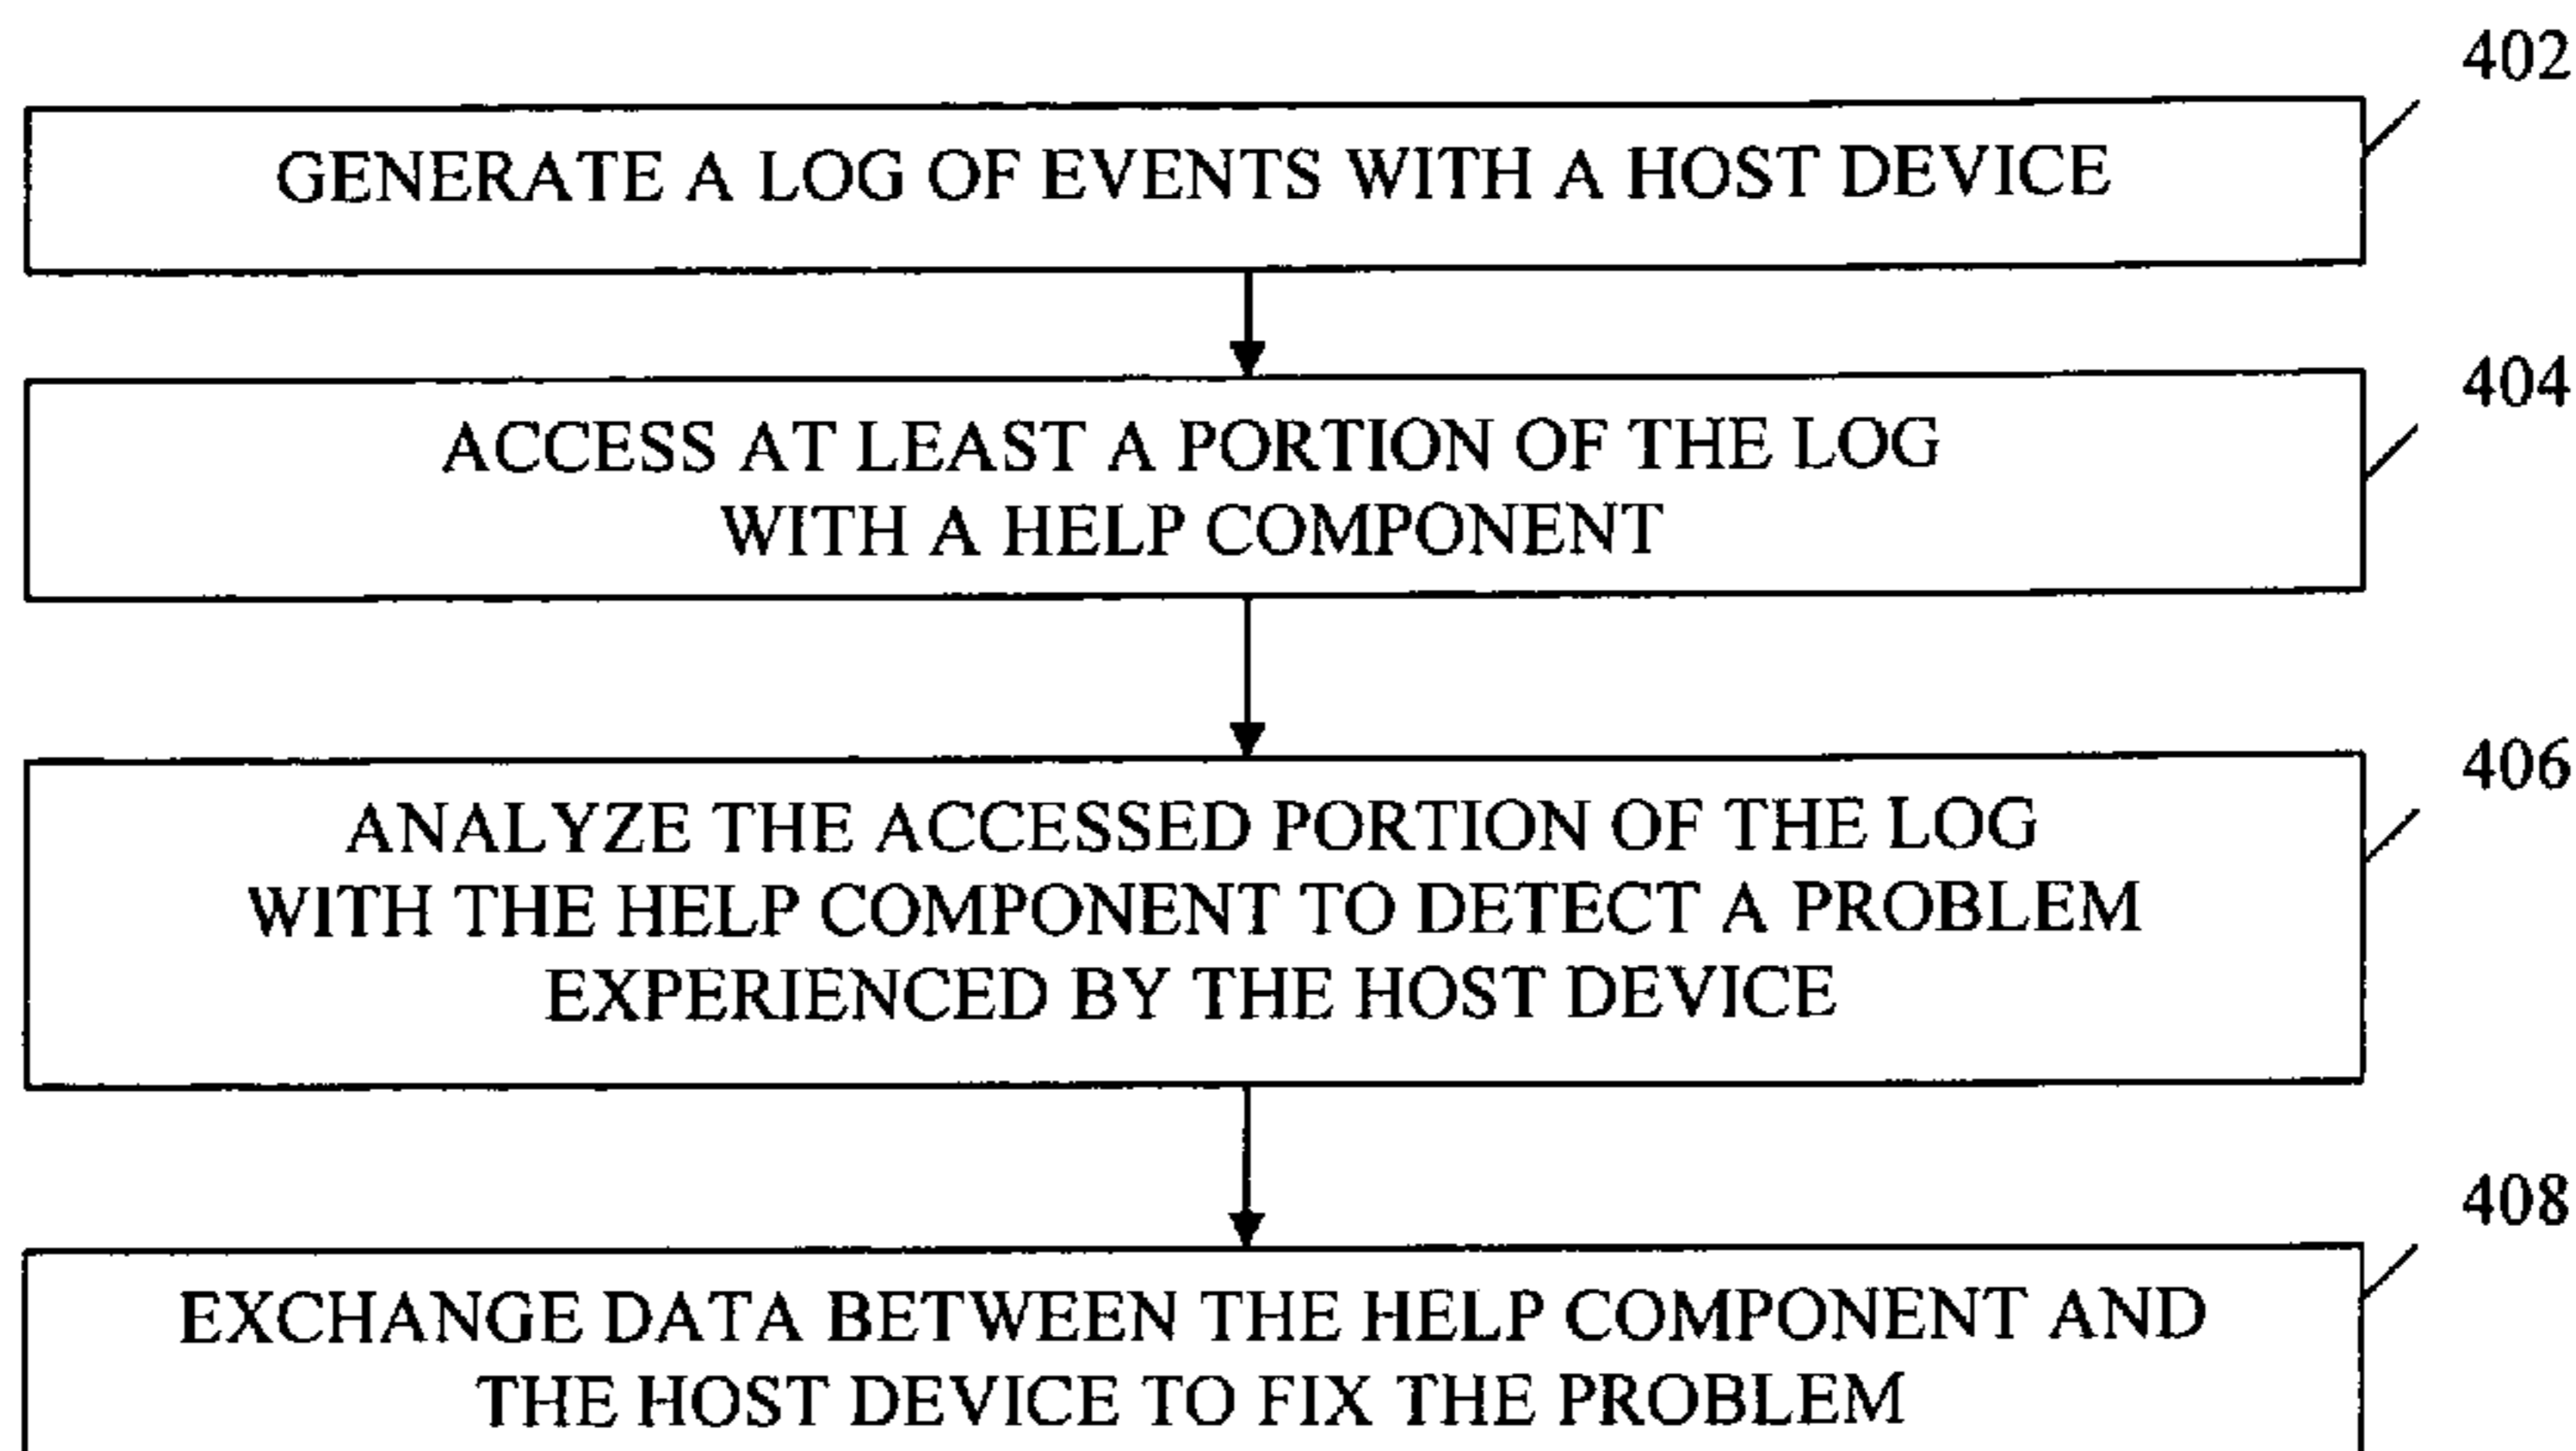 402
GENERATE A LOG OF EVENTS WITH A HOST DEVICE
404
ACCESS AT LEAST A PORTION OF THE LOG
WITH A HELP COMPONENT
406
ANALYZE THE ACCESSED PORTION OF THE LOG
WITH THE HELP COMPONENT TO DETECT A PROBLEM
EXPERIENCED BY THE HOST DEVICE
408
EXCHANGE DATA BETWEEN THE HELP COMPONENT AND
THE HOST DEVICE TO FIX THE PROBLEM